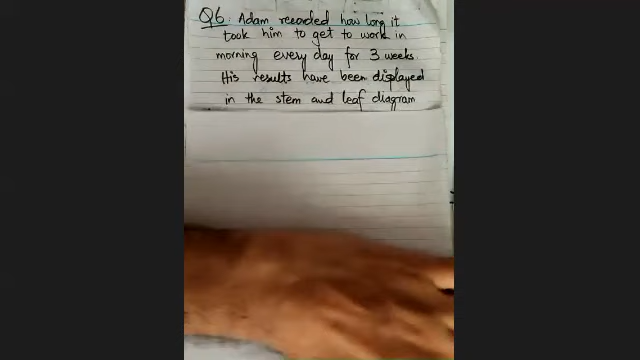 Q6: Adam recorded how long it
took him to get to work in
morning every day for 3 weeks.
His results have been displayed
in the stem and leaf diagram